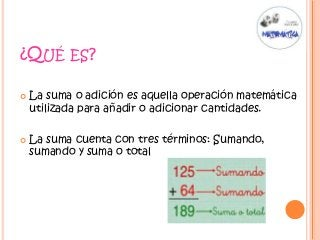 MATEMÁTICA
¿QUÉ ES?
La suma o adición es aquella operación matemática
utilizada para añadir o adicionar cantidades.
La suma cuenta con tres términos: Sumando,
sumando y suma o total
125 → Sumando
+ 64 → Sumando
189 → Suma o total